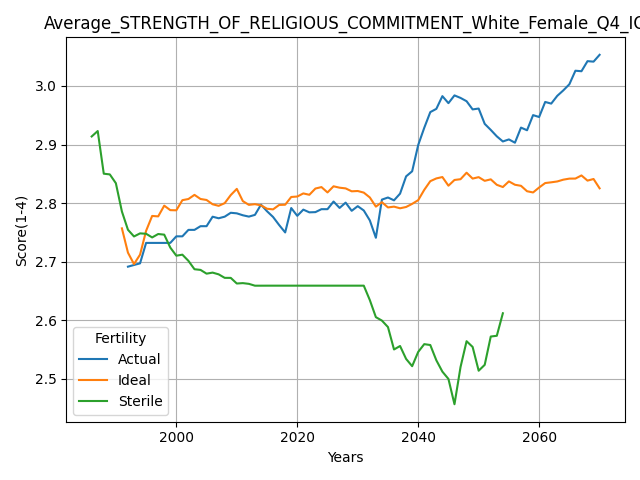 Average_STRENGTH_OF_RELIGIOUS_COMMITMENT_White_Female_Q4_IC
3.0
2.9
2.8
2.7
2.6
2.5
Score(1-4)
Fertility
Actual
Ideal
Sterile
2000 2020 2040 2060
Years